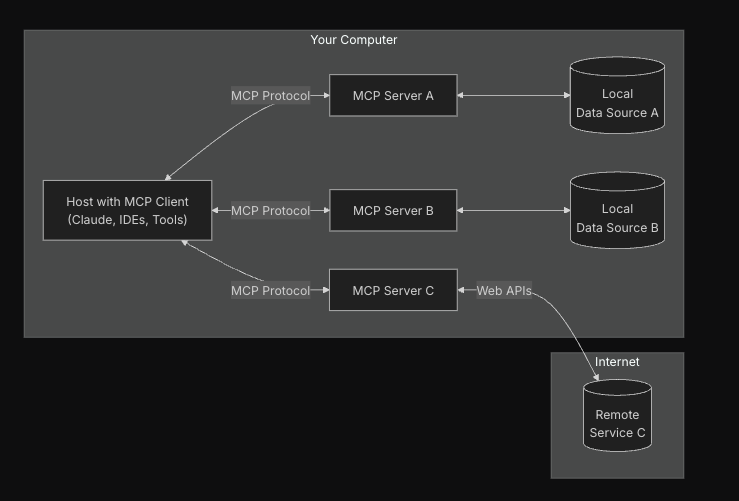 Your Computer
MCP Protocol
MCP Server A
Local
Data Source A
Host with MCP Client
(Claude, IDEs, Tools)
MCP Protocol
MCP Server B
Local
Data Source B
MCP Protocol
MCP Server C
Web APIs
Internet
Remote
Service C